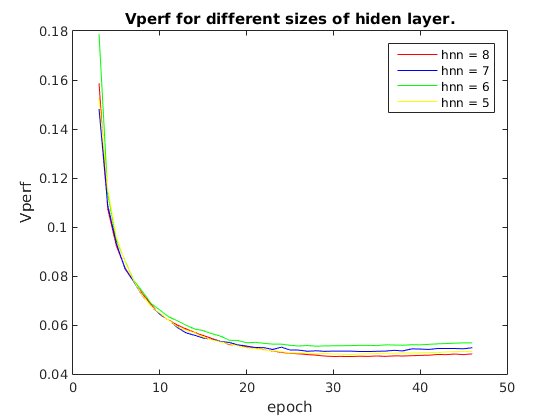 Vperf for different sizes of hiden layer.
0.18
0.16
0.14
0.12
0.1
0.08
0.06
0.04
Vperf
hnn = 8
hnn = 7
hnn = 6
hnn = 5
0 10 20 30 40 50
epoch